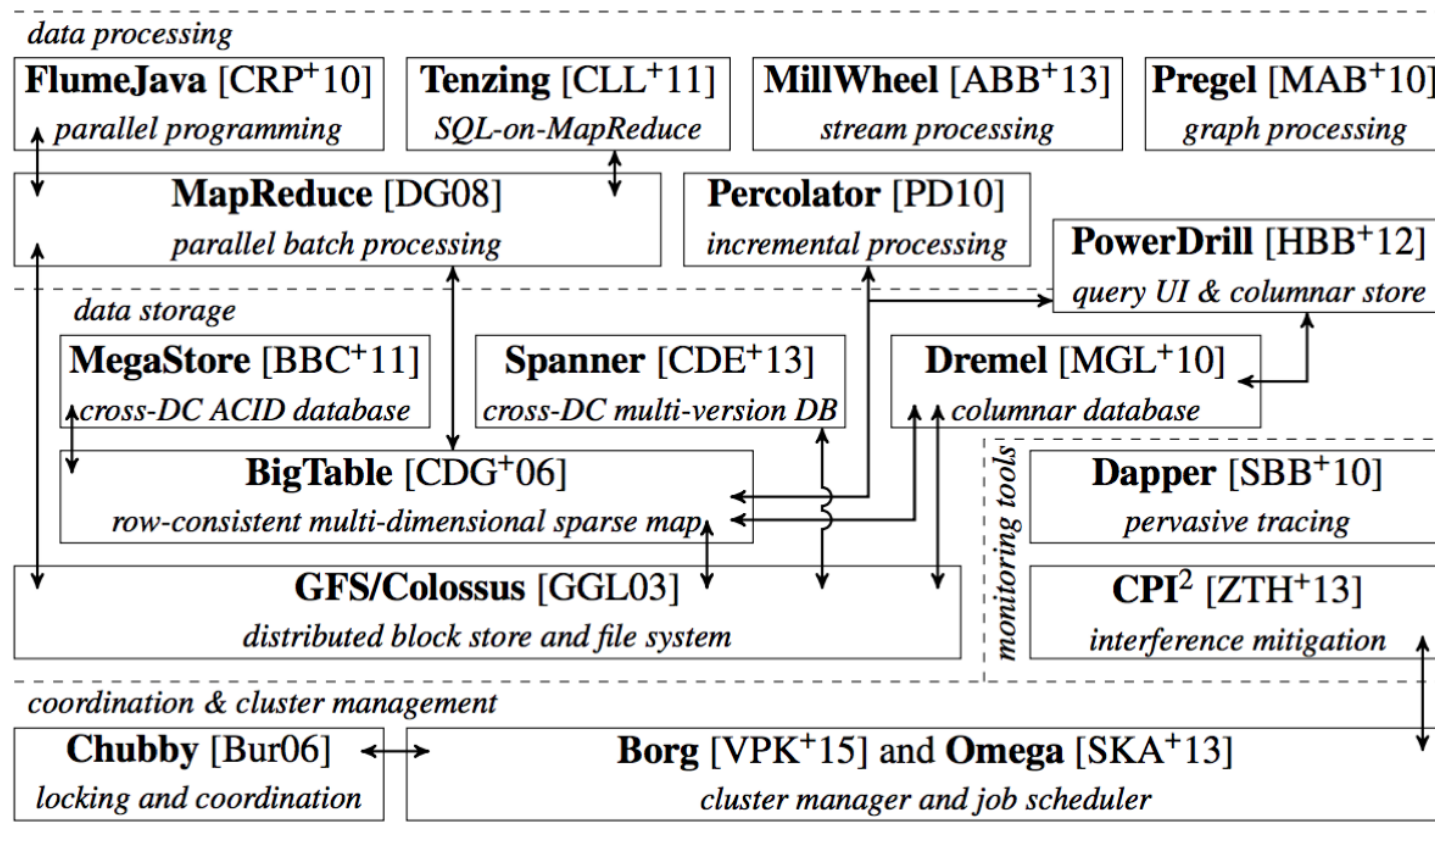 data processing
FlumeJava [CRP+10]
parallel programming
Tenzing [CLL+11]
SQL-on-MapReduce
MillWheel [ABB+13]
stream processing
Pregel [MAB+10]
graph processing
MapReduce [DG08]
parallel batch processing
Percolator [PD10]
incremental processing
PowerDrill [HBB+12]
query UI & columnar store
data storage
MegaStore [BBC+11]
cross-DC ACID database
Spanner [CDE+13]
cross-DC multi-version DB
Dremel [MGL+10]
columnar database
BigTable [CDG+06]
row-consistent multi-dimensional sparse map
monitoring tools
Dapper [SBB+10]
pervasive tracing
GFS/Colossus [GGL03]
distributed block store and file system
CPI2 [ZTH+13]
interference mitigation
coordination & cluster management
Chubby [Bur06]
locking and coordination
Borg [VPK+15] and Omega [SKA+13]
cluster manager and job scheduler